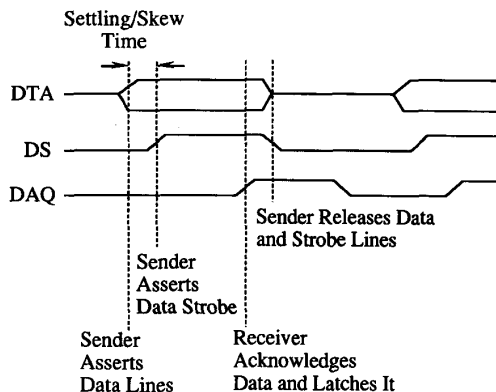 Settling/Skew
Time
DTA
DS
DAQ
Sender Releases Data
and Strobe Lines
Sender
Asserts
Data Strobe
Sender
Asserts
Data Lines
Receiver
Acknowledges
Data and Latches It